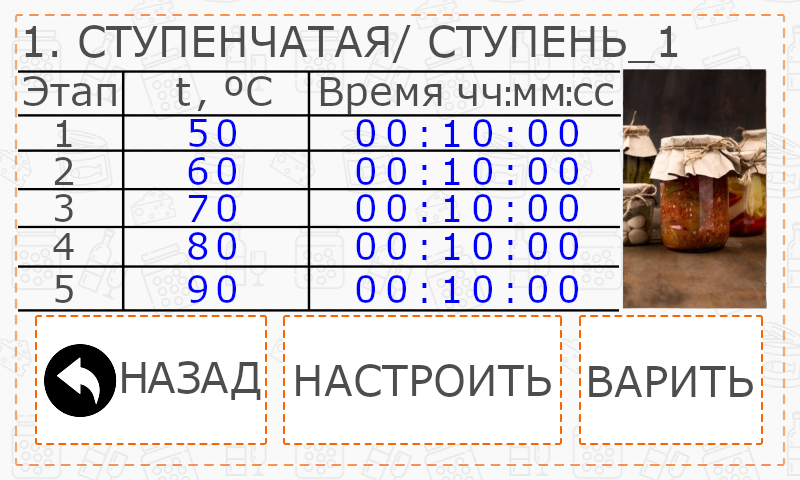 1. СТУПЕНЧАТАЯ/ СТУПЕНЬ_1
Этап t, ºC Время чч:мм:сс
1 50 00:10:00
2 60 00:10:00
3 70 00:10:00
4 80 00:10:00
5 90 00:10:00
НАЗАД НАСТРОИТЬ ВАРИТЬ